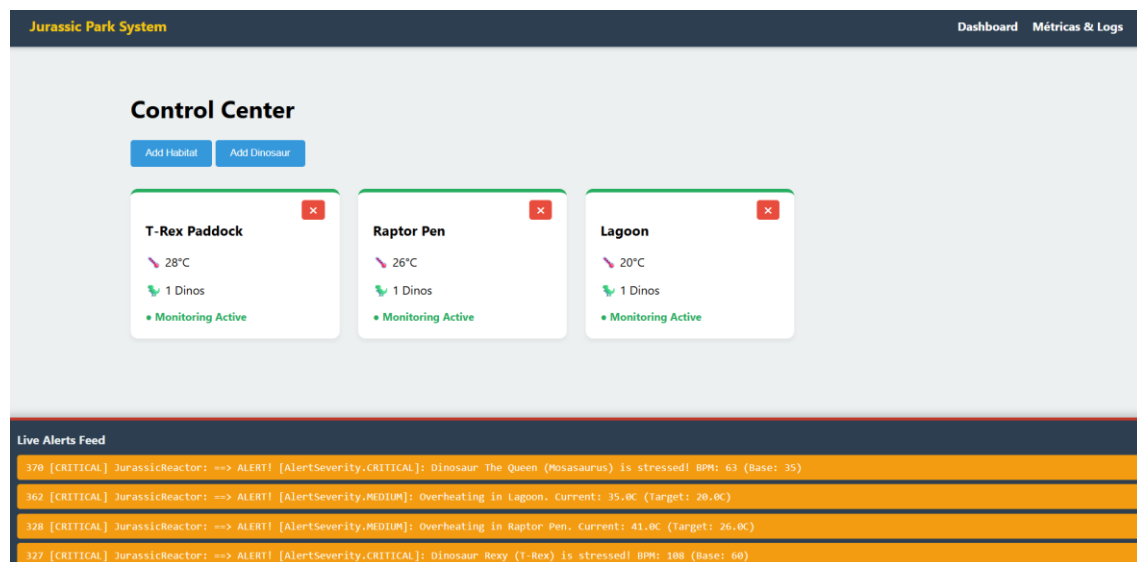 Jurassic Park System Dashboard Métricas & Logs
Control Center
Add Habitat Add Dinosaur
× × ×
T-Rex Paddock Raptor Pen Lagoon
28°C 26°C 20°C
1 Dinos 1 Dinos 1 Dinos
● Monitoring Active ● Monitoring Active ● Monitoring Active
Live Alerts Feed
370 [CRITICAL] JurassicReactor: ==> ALERT! [AlertSeverity.CRITICAL]: Dinosaur The Queen (Mosasaurus) is stressed! BPM: 63 (Base: 35)
362 [CRITICAL] JurassicReactor: ==> ALERT! [AlertSeverity.MEDIUM]: Overheating in Lagoon. Current: 35.0C (Target: 20.0C)
328 [CRITICAL] JurassicReactor: ==> ALERT! [AlertSeverity.MEDIUM]: Overheating in Raptor Pen. Current: 41.0C (Target: 26.0C)
327 [CRITICAL] JurassicReactor: ==> ALERT! [AlertSeverity.CRITICAL]: Dinosaur Rexy (T-Rex) is stressed! BPM: 108 (Base: 60)